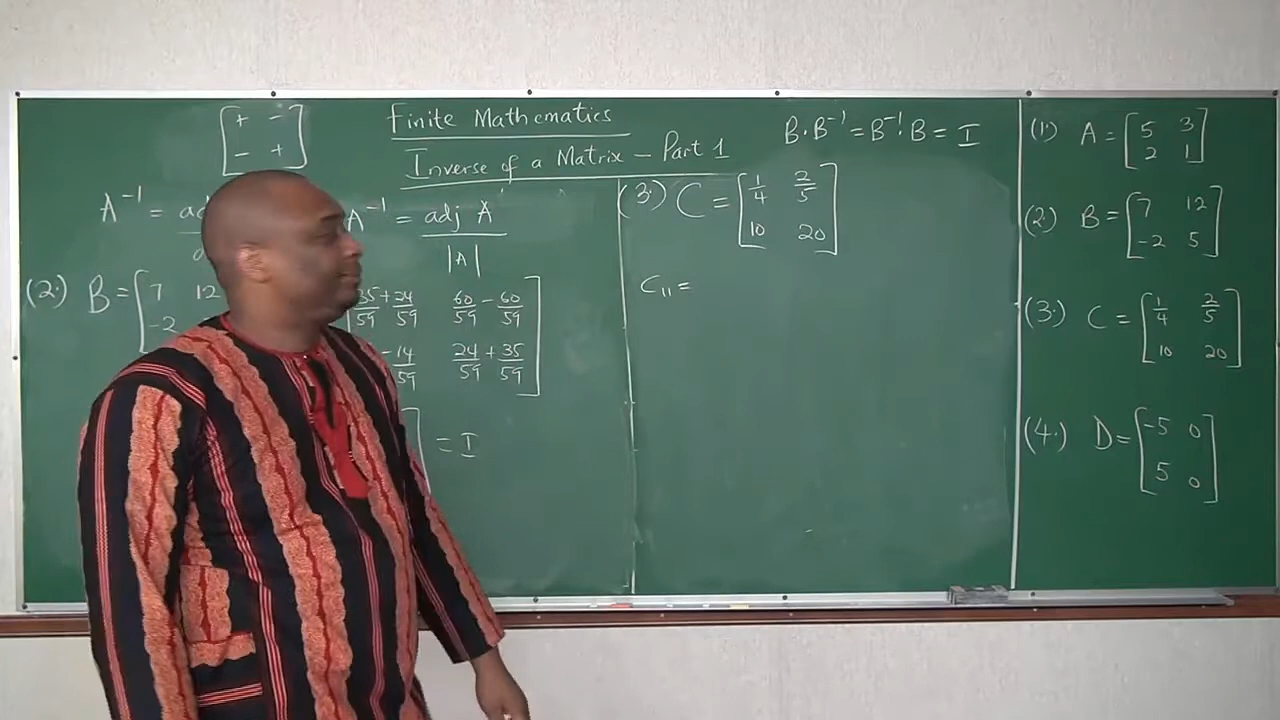 Finite Mathematics
Inverse of a Matrix – Part 1
+ -
- +
B·B⁻¹ = B⁻¹·B = I
A⁻¹ = ad
A⁻¹ = adj A
|A|
(2.) B = [7 12
-2
35/59 + 24/59 60/59 - 60/59
- 14/59 24/59 + 35/59
= I
(3.) C = [1/4 2/5
10 20]
C₁₁ =
(1.) A = [5 3
2 1]
(2) B = [7 12
-2 5]
(3.) C = [1/4 2/5
10 20]
(4.) D = [-5 0
5 0]